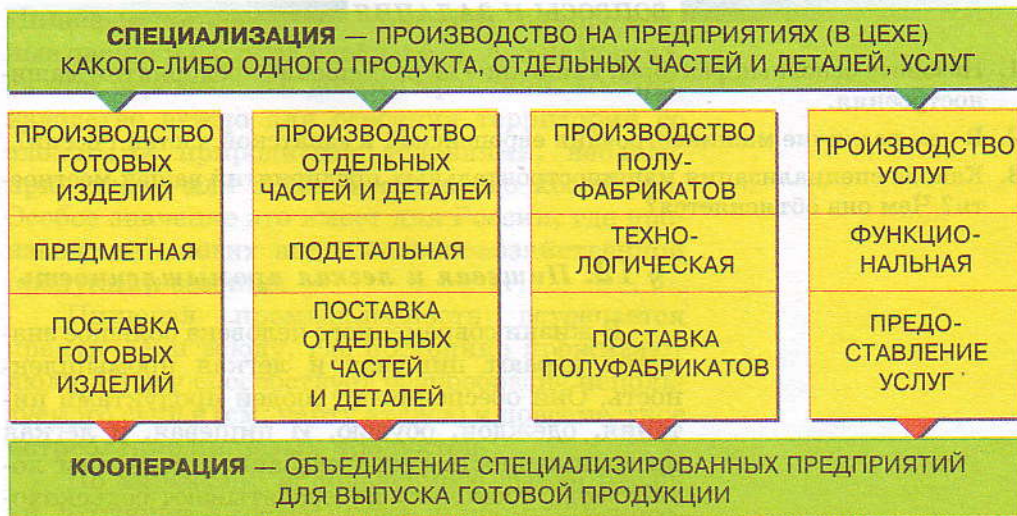 СПЕЦИАЛИЗАЦИЯ — ПРОИЗВОДСТВО НА ПРЕДПРИЯТИЯХ (В ЦЕХЕ)
КАКОГО-ЛИБО ОДНОГО ПРОДУКТА, ОТДЕЛЬНЫХ ЧАСТЕЙ И ДЕТАЛЕЙ, УСЛУГ
ПРОИЗВОДСТВО
ГОТОВЫХ
ИЗДЕЛИЙ
ПРЕДМЕТНАЯ
ПОСТАВКА
ГОТОВЫХ
ИЗДЕЛИЙ
ПРОИЗВОДСТВО
ОТДЕЛЬНЫХ
ЧАСТЕЙ И ДЕТАЛЕЙ
ПОДЕТАЛЬНАЯ
ПОСТАВКА
ОТДЕЛЬНЫХ
ЧАСТЕЙ
И ДЕТАЛЕЙ
ПРОИЗВОДСТВО
ПОЛУ-
ФАБРИКАТОВ
ТЕХНО-
ЛОГИЧЕСКАЯ
ПОСТАВКА
ПОЛУФАБРИКАТОВ
ПРОИЗВОДСТВО
УСЛУГ
ФУНКЦИО-
НАЛЬНАЯ
ПРЕДО-
СТАВЛЕНИЕ
УСЛУГ
КООПЕРАЦИЯ — ОБЪЕДИНЕНИЕ СПЕЦИАЛИЗИРОВАННЫХ ПРЕДПРИЯТИЙ
ДЛЯ ВЫПУСКА ГОТОВОЙ ПРОДУКЦИИ